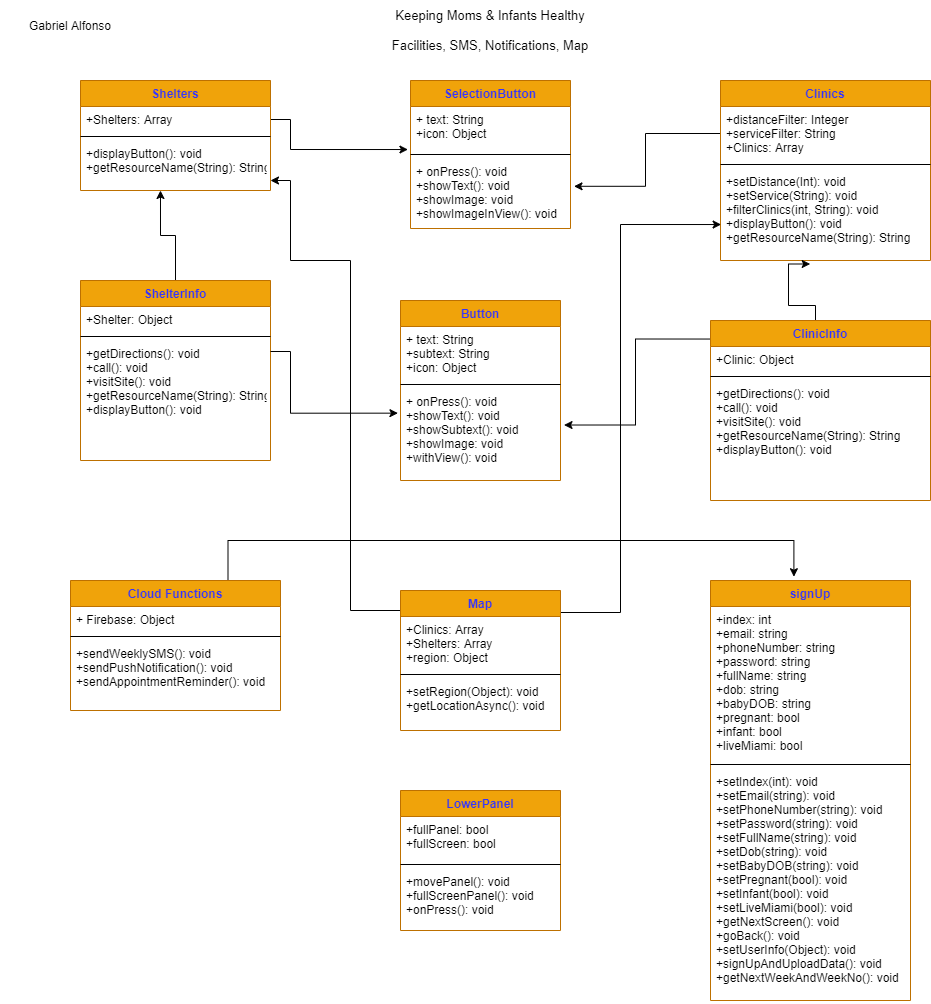 Keeping Moms & Infants Healthy
Gabriel Alfonso
Facilities, SMS, Notifications, Map
Shelters
+Shelters: Array
+displayButton(): void
+getResourceName(String): String
SelectionButton
+ text: String
+icon: Object
+ onPress(): void
+showText(): void
+showImage: void
+showImageInView(): void
Clinics
+distanceFilter: Integer
+serviceFilter: String
+Clinics: Array
+setDistance(Int): void
+setService(String): void
+filterClinics(int, String): void
+displayButton(): void
+getResourceName(String): String
ShelterInfo
+Shelter: Object
+getDirections(): void
+call(): void
+visitSite(): void
+getResourceName(String): String
+displayButton(): void
Button
+ text: String
+subtext: String
+icon: Object
+ onPress(): void
+showText(): void
+showSubtext(): void
+showImage: void
+withView(): void
ClinicInfo
+Clinic: Object
+getDirections(): void
+call(): void
+visitSite(): void
+getResourceName(String): String
+displayButton(): void
Cloud Functions
+ Firebase: Object
+sendWeeklySMS(): void
+sendPushNotification(): void
+sendAppointmentReminder(): void
Map
+Clinics: Array
+Shelters: Array
+region: Object
+setRegion(Object): void
+getLocationAsync(): void
signUp
+index: int
+email: string
+phoneNumber: string
+password: string
+fullName: string
+dob: string
+babyDOB: string
+pregnant: bool
+infant: bool
+liveMiami: bool
+setIndex(int): void
+setEmail(string): void
+setPhoneNumber(string): void
+setPassword(string): void
+setFullName(string): void
+setDob(string): void
+setBabyDOB(string): void
+setPregnant(bool): void
+setInfant(bool): void
+setLiveMiami(bool): void
+getNextScreen(): void
+goBack(): void
+setUserInfo(Object): void
+signUpAndUploadData(): void
+getNextWeekAndWeekNo(): void
LowerPanel
+fullPanel: bool
+fullScreen: bool
+movePanel(): void
+fullScreenPanel(): void
+onPress(): void